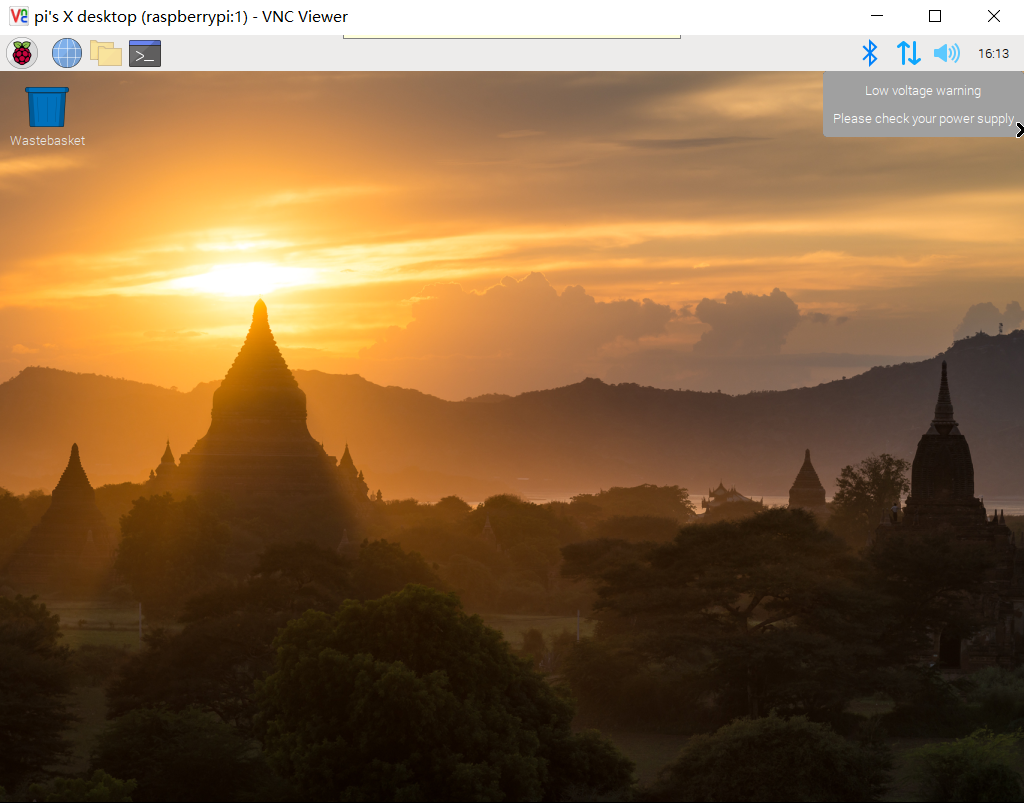 pi's X desktop (raspberrypi:1) - VNC Viewer
16:13
Low voltage warning
Please check your power supply
Wastebasket